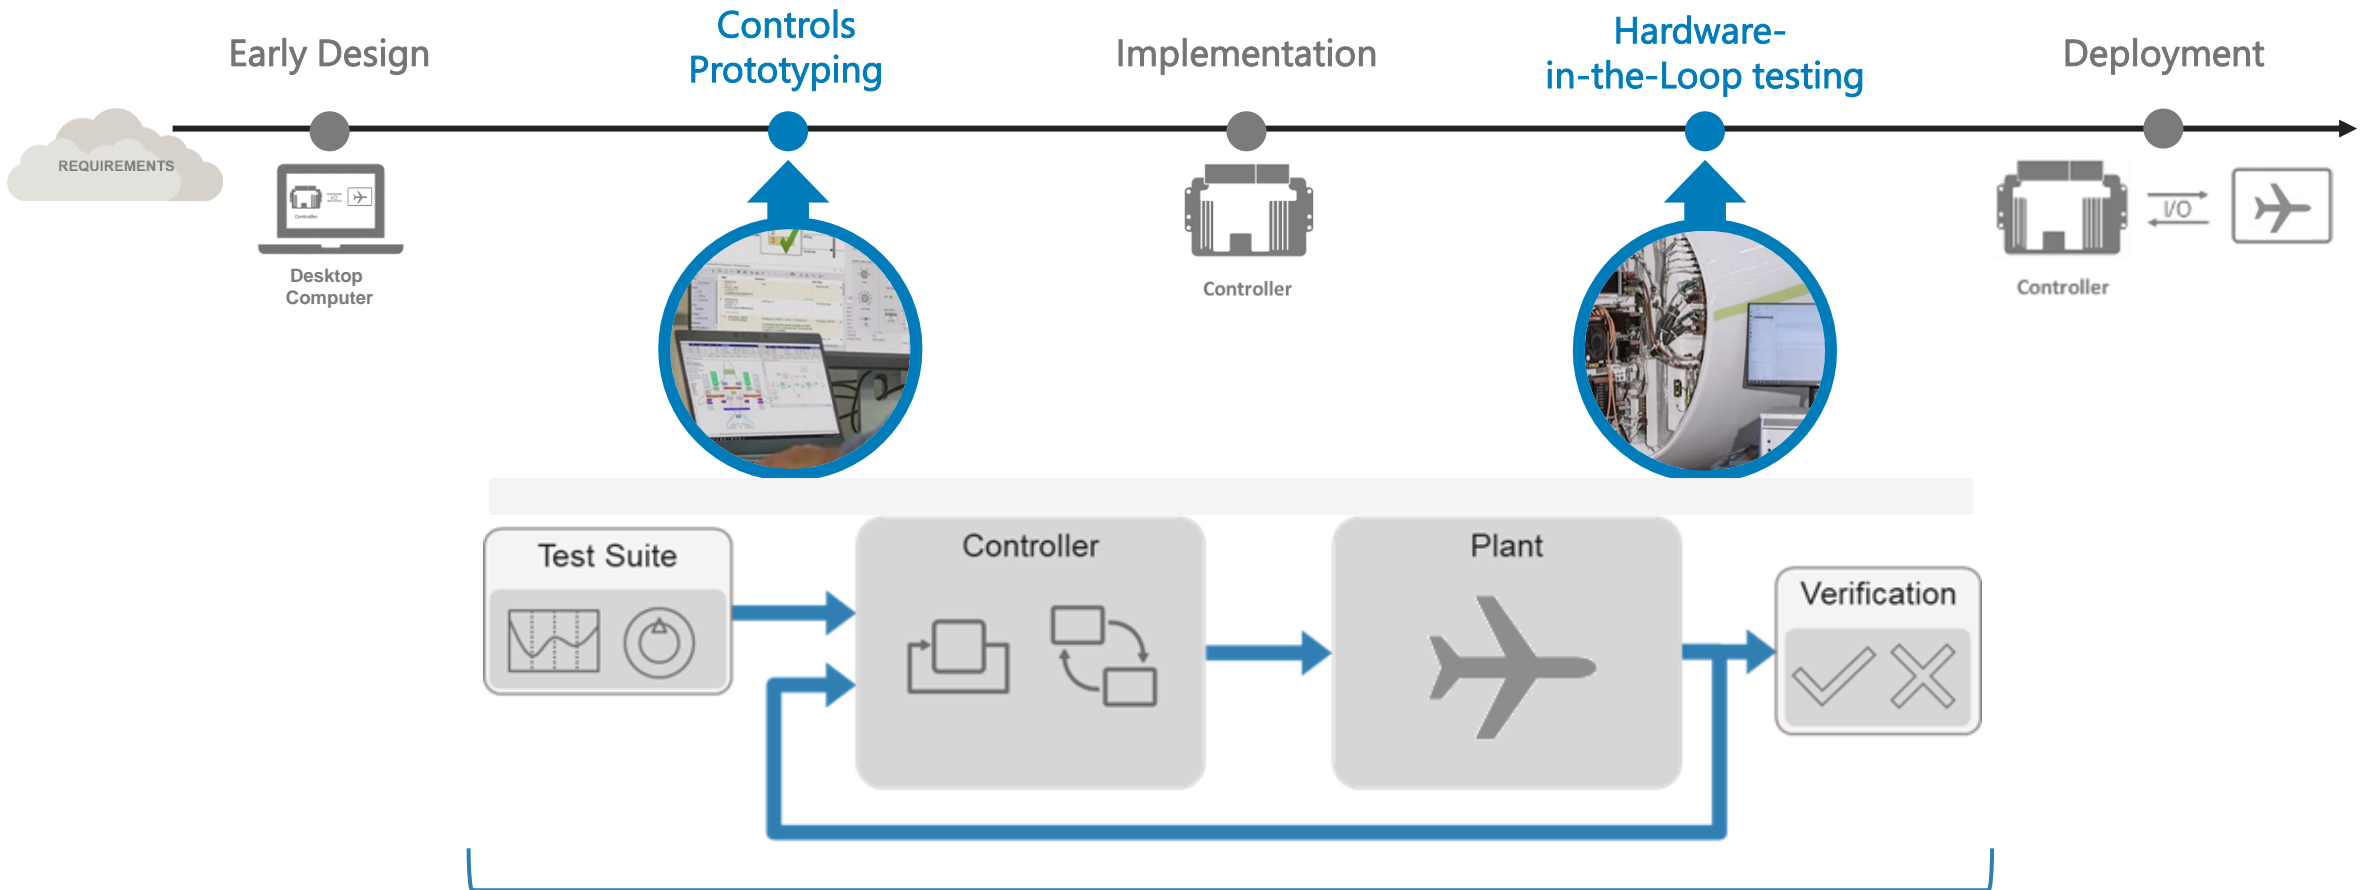 Early Design
Controls
Prototyping
Implementation
Hardware-
in-the-Loop testing
Deployment
REQUIREMENTS
Controller
I/O
Desktop
Computer
Controller
I/O
Controller
Test Suite
Controller
Plant
Verification